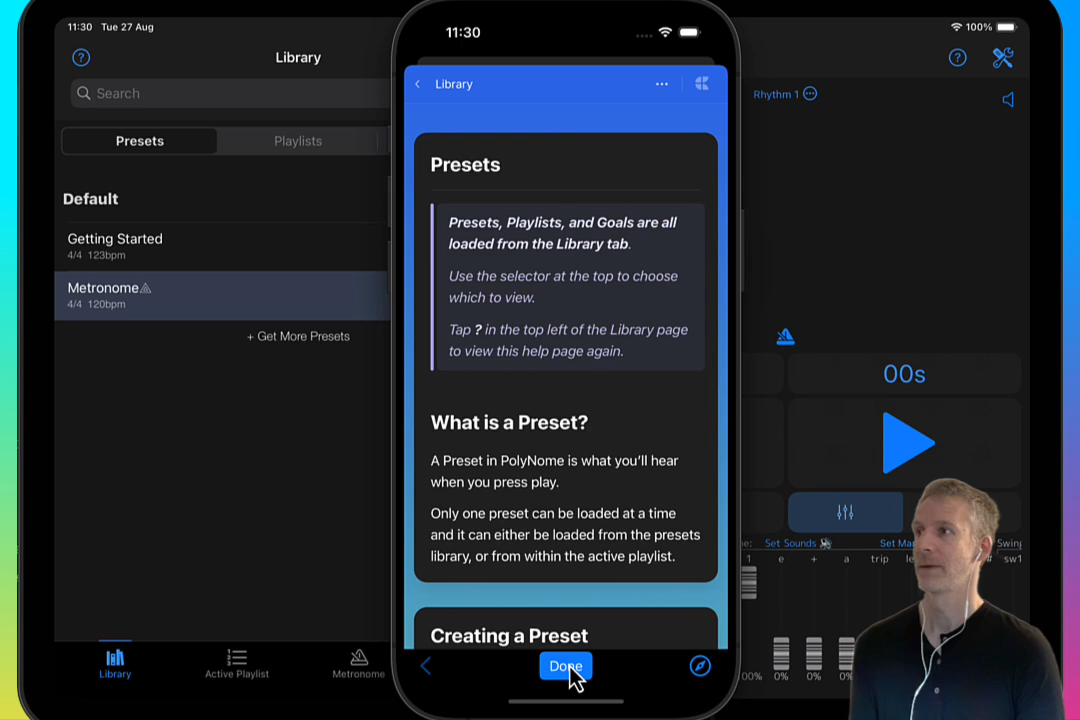 11:30 Tue 27 Aug
Library
Search
Presets Playlists
Default
Getting Started
4/4 123bpm
Metronome
4/4 120bpm
+ Get More Presets
Library
Active Playlist
Metronome
11:30
Library
Presets
Presets, Playlists, and Goals are all
loaded from the Library tab.
Use the selector at the top to choose
which to view.
Tap ? in the top left of the Library page
to view this help page again.
What is a Preset?
A Preset in PolyNome is what you’ll hear
when you press play.
Only one preset can be loaded at a time
and it can either be loaded from the presets
library, or from within the active playlist.
Creating a Preset
Done
100%
Rhythm 1
00s
Set Sounds Set Ma Swing
1 e + a trip sw1
0% 0% 0%